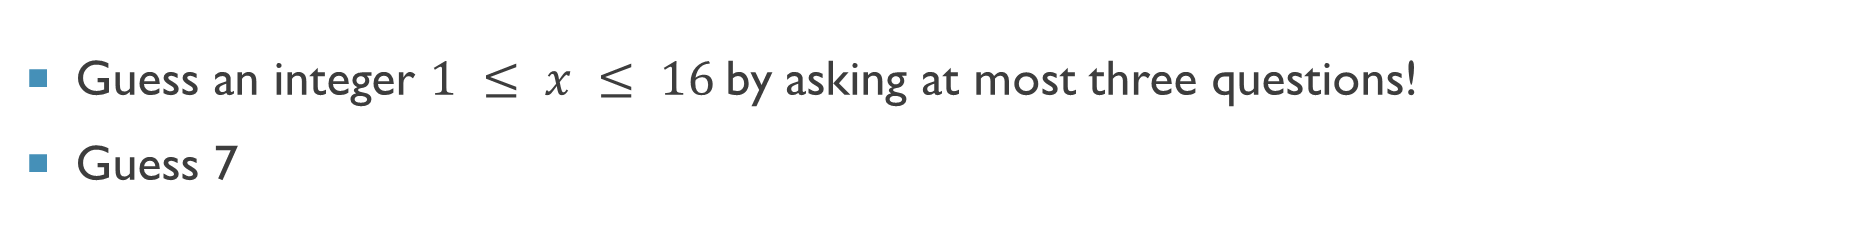 ▪ Guess an integer 1 ≤ x ≤ 16 by asking at most three questions!
▪ Guess 7